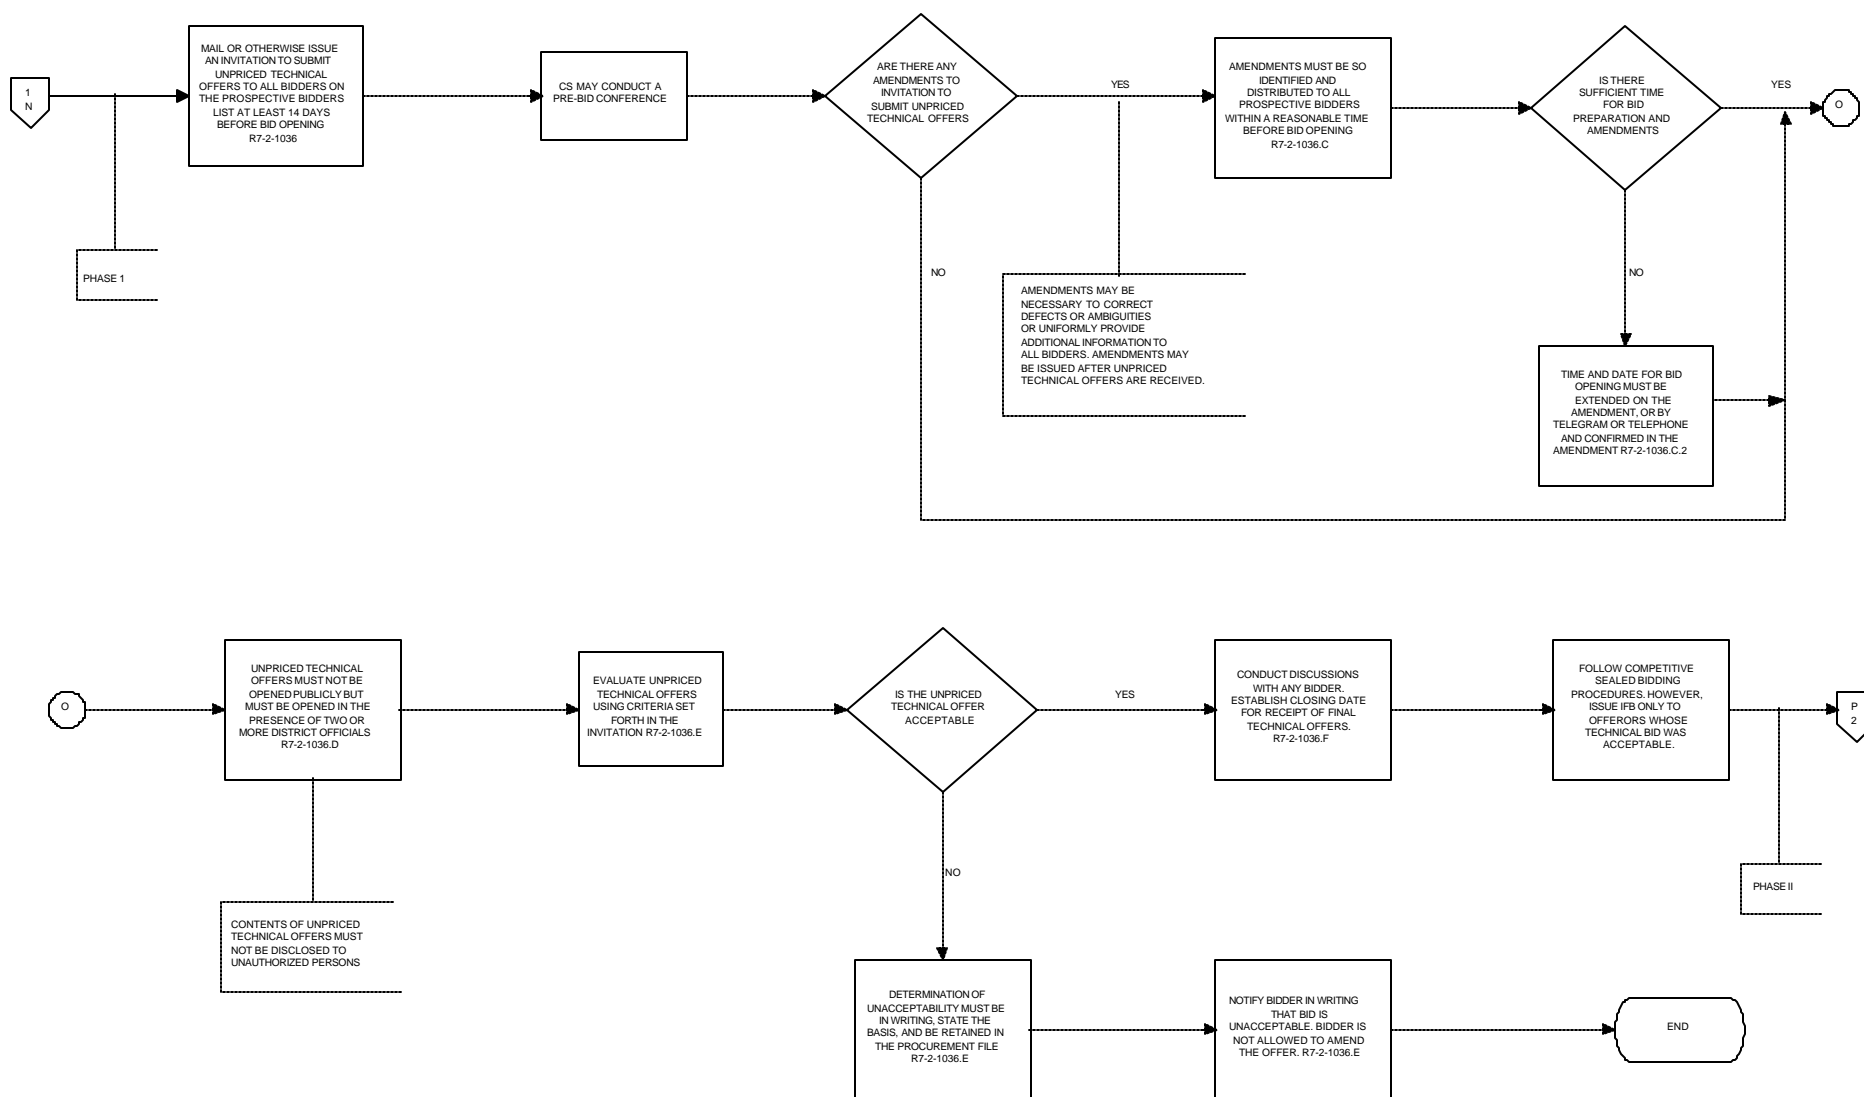 1
N
MAIL OR OTHERWISE ISSUE
AN INVITATION TO SUBMIT
UNPRICED TECHNICAL
OFFERS TO ALL BIDDERS ON
THE PROSPECTIVE BIDDERS
LIST AT LEAST 14 DAYS
BEFORE BID OPENING
R7-2-1036
CS MAY CONDUCT A
PRE-BID CONFERENCE
ARE THERE ANY
AMENDMENTS TO
INVITATION TO
SUBMIT UNPRICED
TECHNICAL OFFERS
YES
AMENDMENTS MUST BE SO
IDENTIFIED AND
DISTRIBUTED TO ALL
PROSPECTIVE BIDDERS
WITHIN A REASONABLE TIME
BEFORE BID OPENING
R7-2-1036.C
IS THERE
SUFFICIENT TIME
FOR BID
PREPARATION AND
AMENDMENTS
YES
O
PHASE 1
NO
AMENDMENTS MAY BE
NECESSARY TO CORRECT
DEFECTS OR AMBIGUITIES
OR UNIFORMLY PROVIDE
ADDITIONAL INFORMATION TO
ALL BIDDERS. AMENDMENTS MAY
BE ISSUED AFTER UNPRICED
TECHNICAL OFFERS ARE RECEIVED.
NO
TIME AND DATE FOR BID
OPENING MUST BE
EXTENDED ON THE
AMENDMENT, OR BY
TELEGRAM OR TELEPHONE
AND CONFIRMED IN THE
AMENDMENT R7-2-1036.C.2
O
UNPRICED TECHNICAL
OFFERS MUST NOT BE
OPENED PUBLICLY BUT
MUST BE OPENED IN THE
PRESENCE OF TWO OR
MORE DISTRICT OFFICIALS
R7-2-1036.D
EVALUATE UNPRICED
TECHNICAL OFFERS
USING CRITERIA SET
FORTH IN THE
INVITATION R7-2-1036.E
IS THE UNPRICED
TECHNICAL OFFER
ACCEPTABLE
YES
CONDUCT DISCUSSIONS
WITH ANY BIDDER.
ESTABLISH CLOSING DATE
FOR RECEIPT OF FINAL
TECHNICAL OFFERS.
R7-2-1036.F
FOLLOW COMPETITIVE
SEALED BIDDING
PROCEDURES. HOWEVER,
ISSUE IFB ONLY TO
OFFERORS WHOSE
TECHNICAL BID WAS
ACCEPTABLE.
P
2
CONTENTS OF UNPRICED
TECHNICAL OFFERS MUST
NOT BE DISCLOSED TO
UNAUTHORIZED PERSONS
NO
PHASE II
DETERMINATION OF
UNACCEPTABILITY MUST BE
IN WRITING, STATE THE
BASIS, AND BE RETAINED IN
THE PROCUREMENT FILE
R7-2-1036.E
NOTIFY BIDDER IN WRITING
THAT BID IS
UNACCEPTABLE. BIDDER IS
NOT ALLOWED TO AMEND
THE OFFER. R7-2-1036.E
END